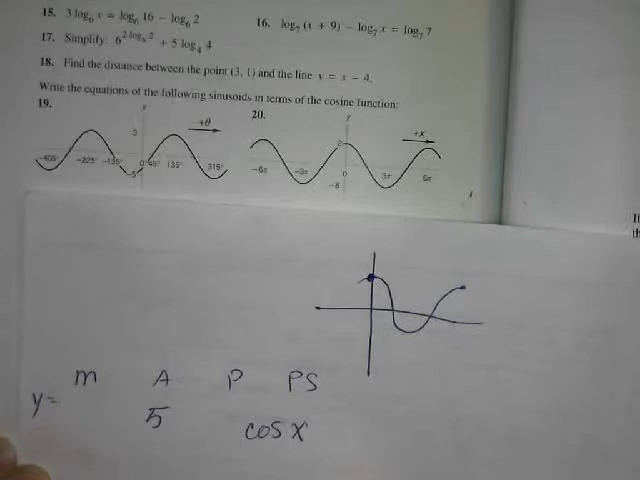 15. 3 log₆ x = log₆ 16 − log₆ 2
16. log₇ (x + 9) − log₇ x = log₇ 7
17. Simplify: 6^(2 log₆ 2) + 5 log₄ 4
18. Find the distance between the point (3, 1) and the line y = x − 4.
Write the equations of the following sinusoids in terms of the cosine function:
19.
20.
y
+θ
3
-405° -225° -135° 0 45° 135° 315°
-5
y
+x
2
-6π -3π 0 3π 6π
-8
m A P PS
y= 5 cos x